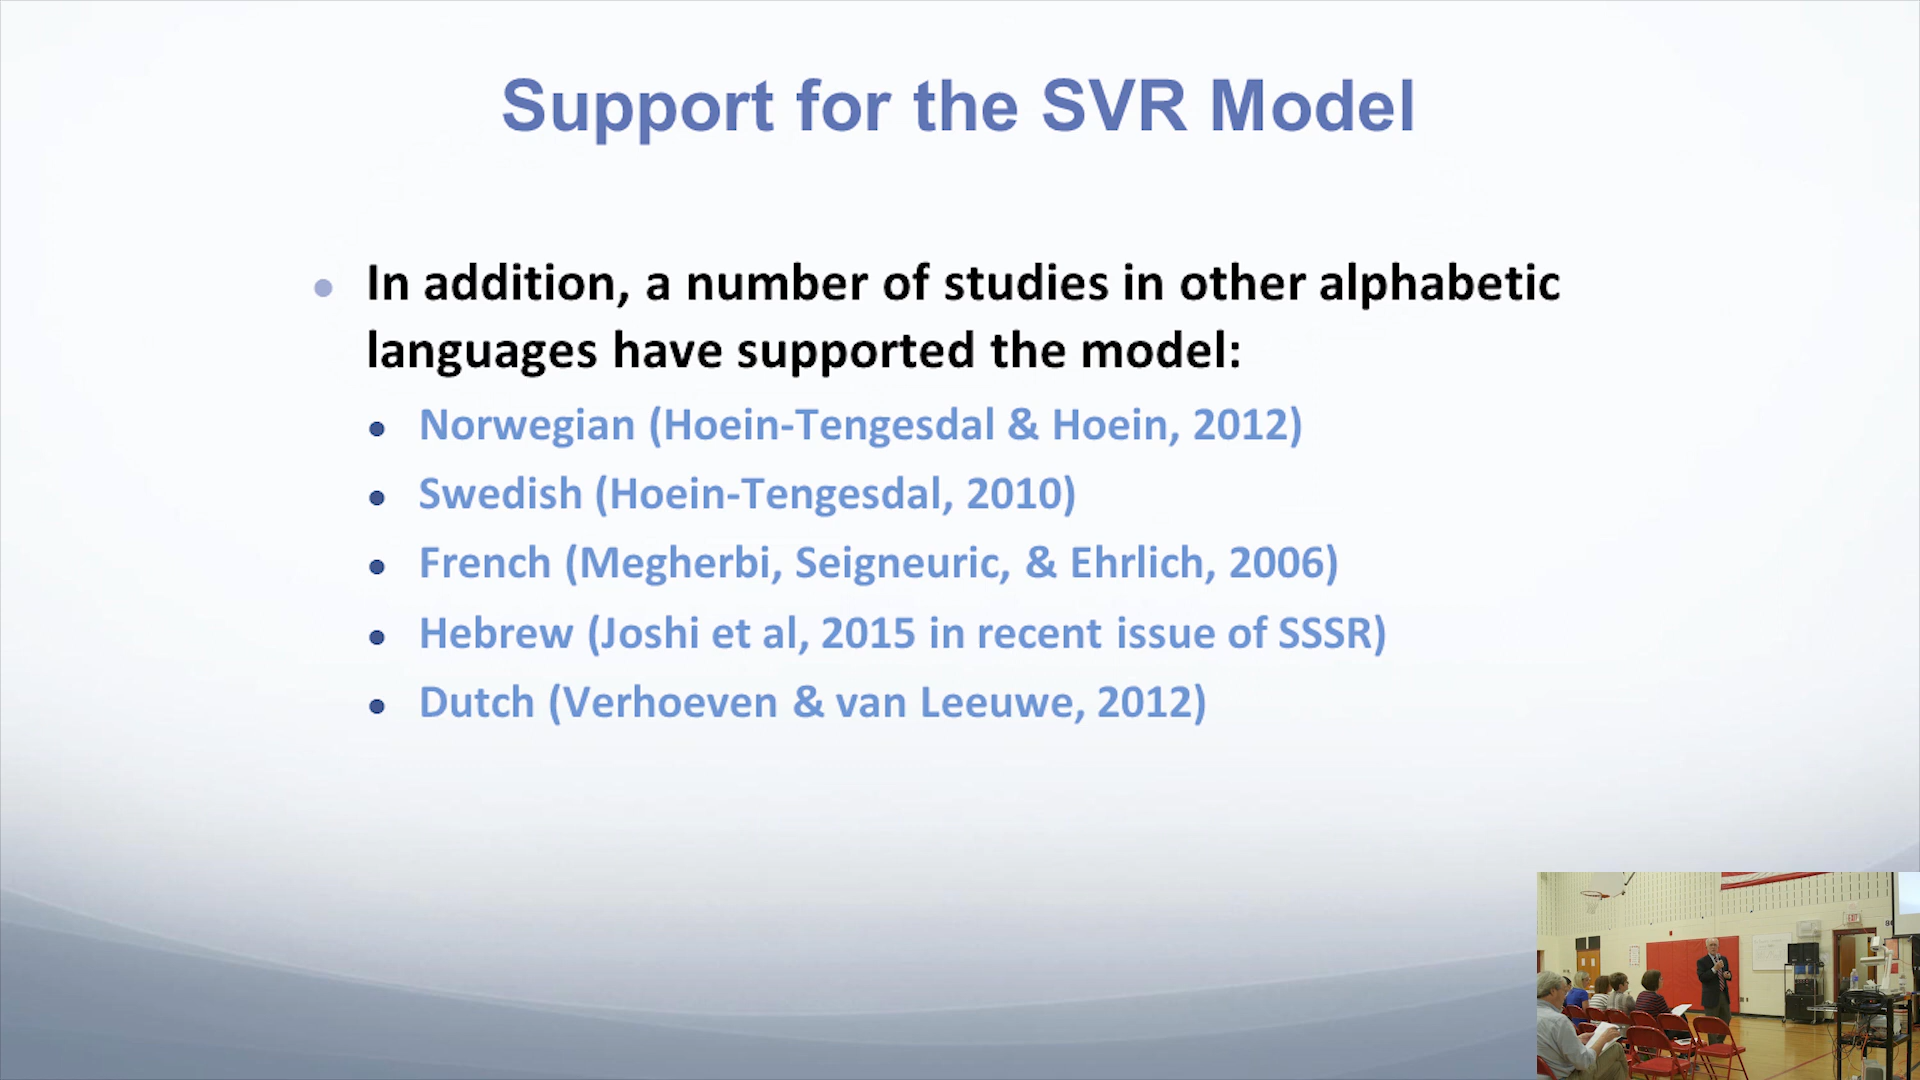 Support for the SVR Model
In addition, a number of studies in other alphabetic
languages have supported the model:
Norwegian (Hoein-Tengesdal & Hoein, 2012)
Swedish (Hoein-Tengesdal, 2010)
French (Megherbi, Seigneuric, & Ehrlich, 2006)
Hebrew (Joshi et al, 2015 in recent issue of SSSR)
Dutch (Verhoeven & van Leeuwe, 2012)